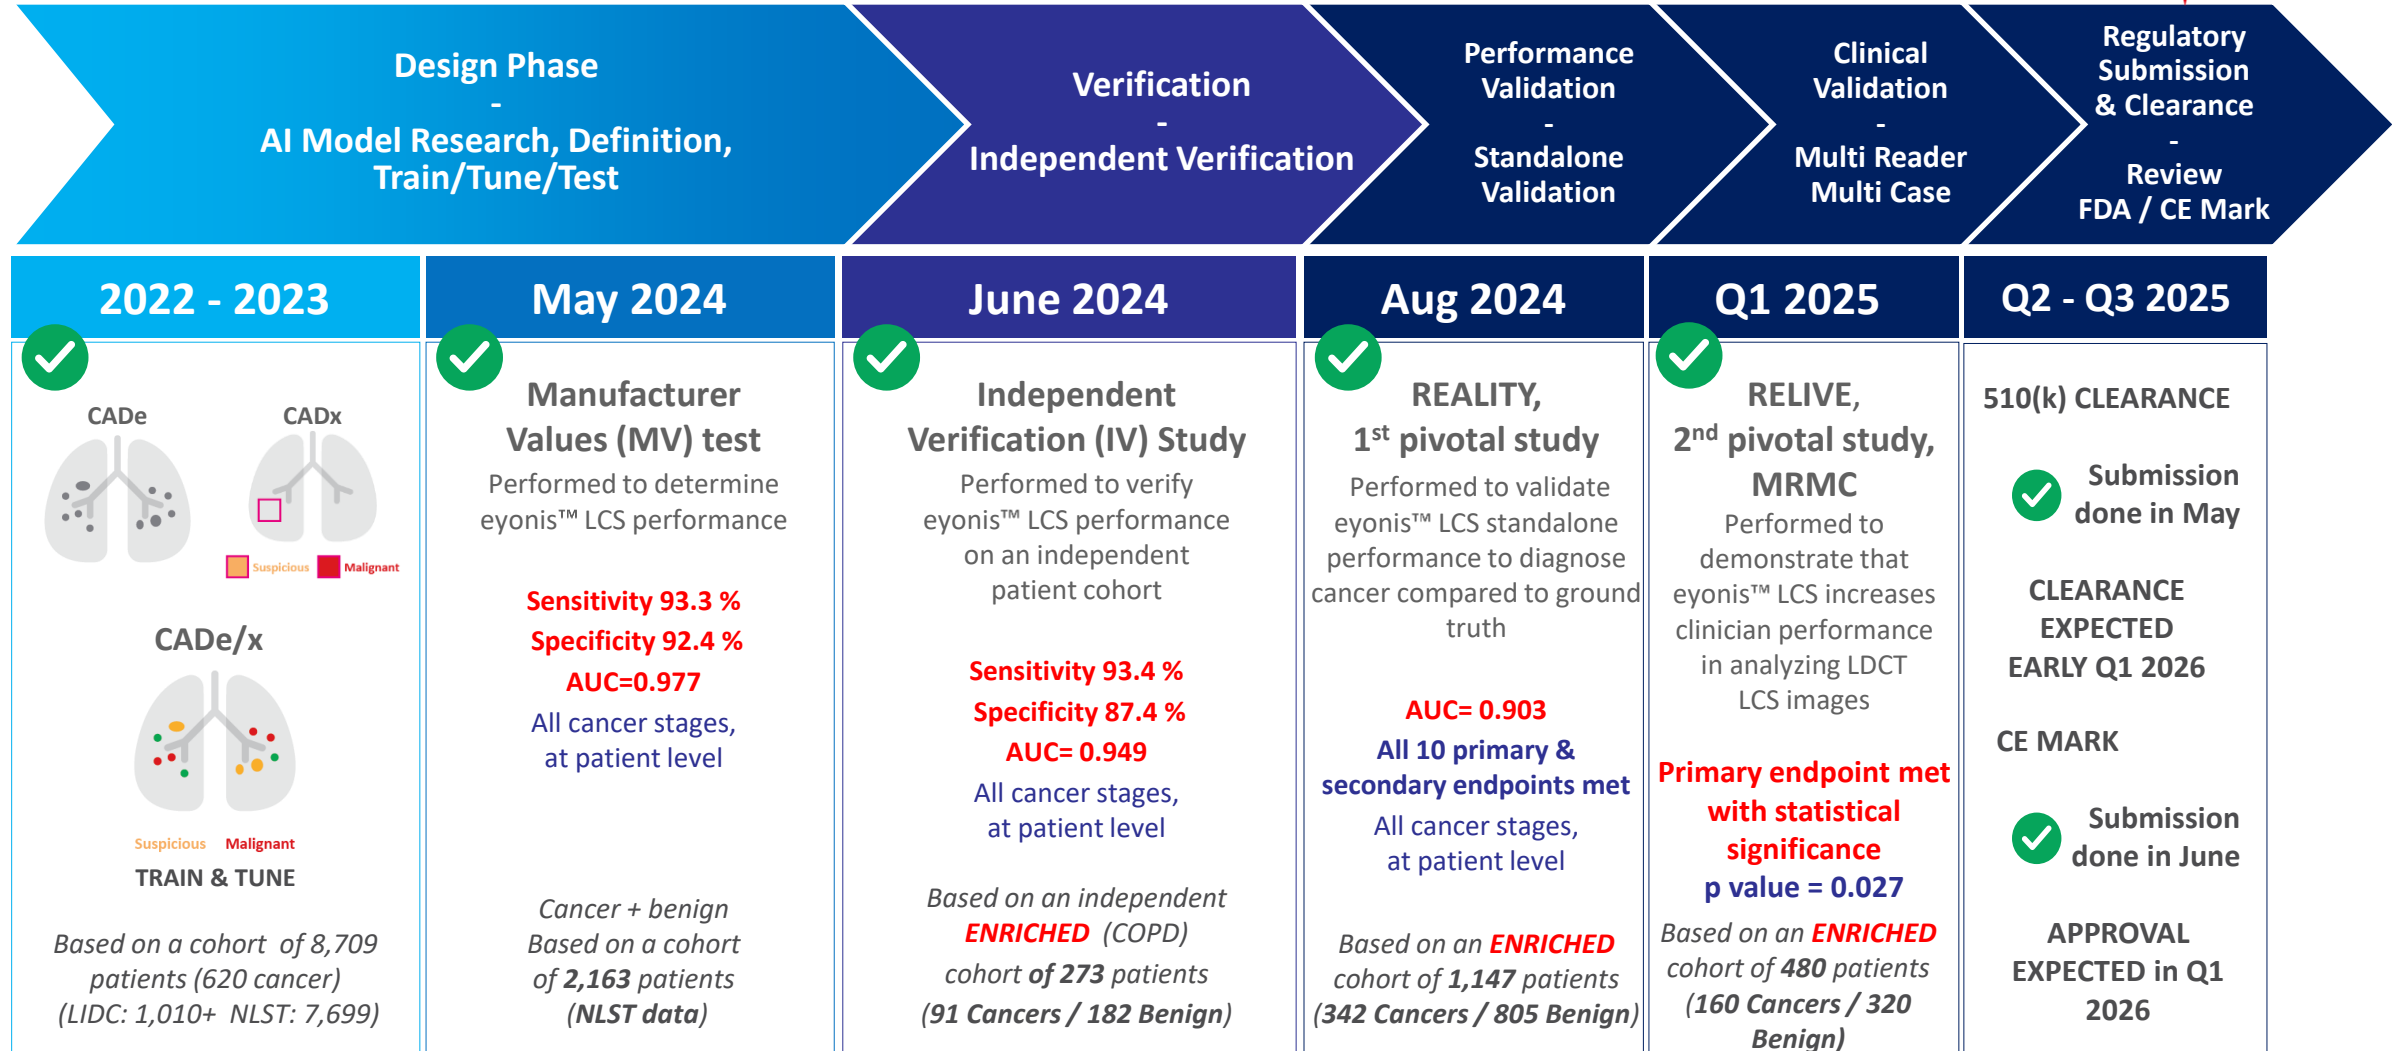 Design Phase
-
AI Model Research, Definition,
Train/Tune/Test
Verification
-
Independent Verification
Performance
Validation
-
Standalone
Validation
Clinical
Validation
-
Multi Reader
Multi Case
Regulatory
Submission
& Clearance
-
Review
FDA / CE Mark
2022 - 2023
CADe
CADx
Suspicious
Malignant
CADe/x
Suspicious
Malignant
TRAIN & TUNE
Based on a cohort of 8,709
patients (620 cancer)
(LIDC: 1,010+ NLST: 7,699)
May 2024
Manufacturer
Values (MV) test
Performed to determine
eyonis™ LCS performance
Sensitivity 93.3 %
Specificity 92.4 %
AUC=0.977
All cancer stages,
at patient level
Cancer + benign
Based on a cohort
of 2,163 patients
(NLST data)
June 2024
Independent
Verification (IV) Study
Performed to verify
eyonis™ LCS performance
on an independent
patient cohort
Sensitivity 93.4 %
Specificity 87.4 %
AUC= 0.949
All cancer stages,
at patient level
Based on an independent
ENRICHED (COPD)
cohort of 273 patients
(91 Cancers / 182 Benign)
Aug 2024
REALITY,
1st pivotal study
Performed to validate
eyonis™ LCS standalone
performance to diagnose
cancer compared to ground
truth
AUC= 0.903
All 10 primary &
secondary endpoints met
All cancer stages,
at patient level
Based on an ENRICHED
cohort of 1,147 patients
(342 Cancers / 805 Benign)
Q1 2025
RELIVE,
2nd pivotal study,
MRMC
Performed to
demonstrate that
eyonis™ LCS increases
clinician performance
in analyzing LDCT
LCS images
Primary endpoint met
with statistical
significance
p value = 0.027
Based on an ENRICHED
cohort of 480 patients
(160 Cancers / 320
Benign)
Q2 - Q3 2025
510(k) CLEARANCE
Submission
done in May
CLEARANCE
EXPECTED
EARLY Q1 2026
CE MARK
Submission
done in June
APPROVAL
EXPECTED in Q1
2026